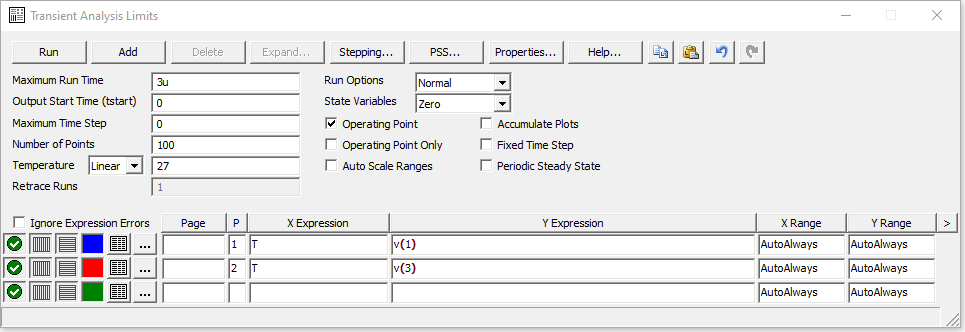 Transient Analysis Limits
Run Add Delete Expand... Stepping... PSS... Properties... Help...
Maximum Run Time 3u Run Options Normal
Output Start Time (tstart) 0 State Variables Zero
Maximum Time Step 0 Operating Point Accumulate Plots
Number of Points 100 Operating Point Only Fixed Time Step
Temperature Linear 27 Auto Scale Ranges Periodic Steady State
Retrace Runs 1
Ignore Expression Errors Page P X Expression Y Expression X Range Y Range >
... 1 T v(1) AutoAlways AutoAlways
... 2 T v(3) AutoAlways AutoAlways
... AutoAlways AutoAlways